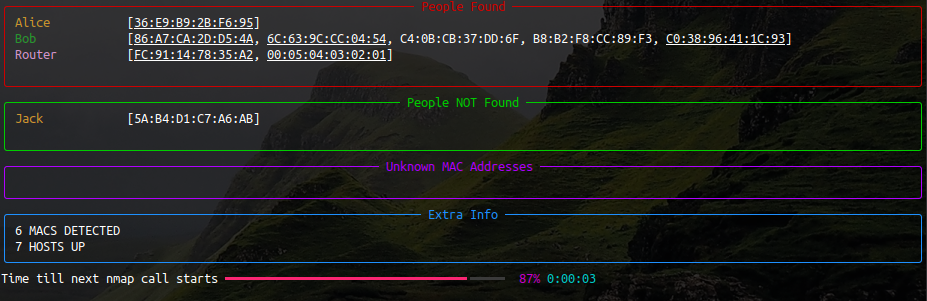 People Found
Alice [36:E9:B9:2B:F6:95]
Bob [86:A7:CA:2D:D5:4A, 6C:63:9C:CC:04:54, C4:0B:CB:37:DD:6F, B8:B2:F8:CC:89:F3, C0:38:96:41:1C:93]
Router [FC:91:14:78:35:A2, 00:05:04:03:02:01]
People NOT Found
Jack [5A:B4:D1:C7:A6:AB]
Unknown MAC Addresses
Extra Info
6 MACS DETECTED
7 HOSTS UP
Time till next nmap call starts 87% 0:00:03